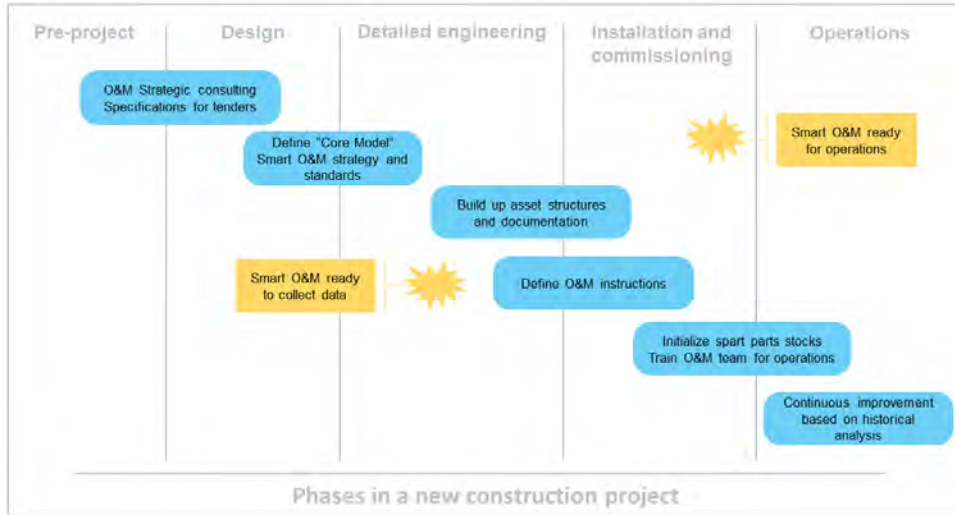 Pre-project
Design
Detailed engineering
Installation and
commissioning
Operations
O&M Strategic consulting
Specifications for tenders
Define "Core Model"
Smart O&M strategy and
standards
Smart O&M ready
for operations
Build up asset structures
and documentation
Smart O&M ready
to collect data
Define O&M instructions
Initialize spart parts stocks
Train O&M team for operations
Continuous improvement
based on historical
analysis
Phases in a new construction project